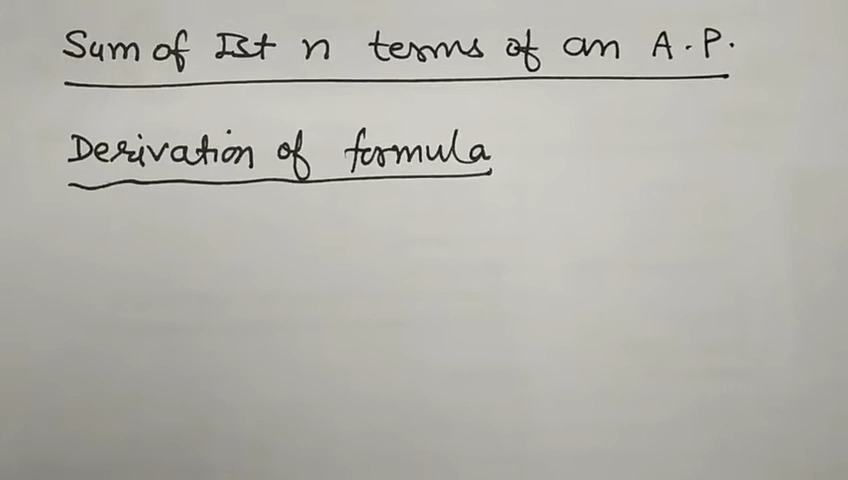 Sum of Ist n terms of an A.P.
Derivation of formula